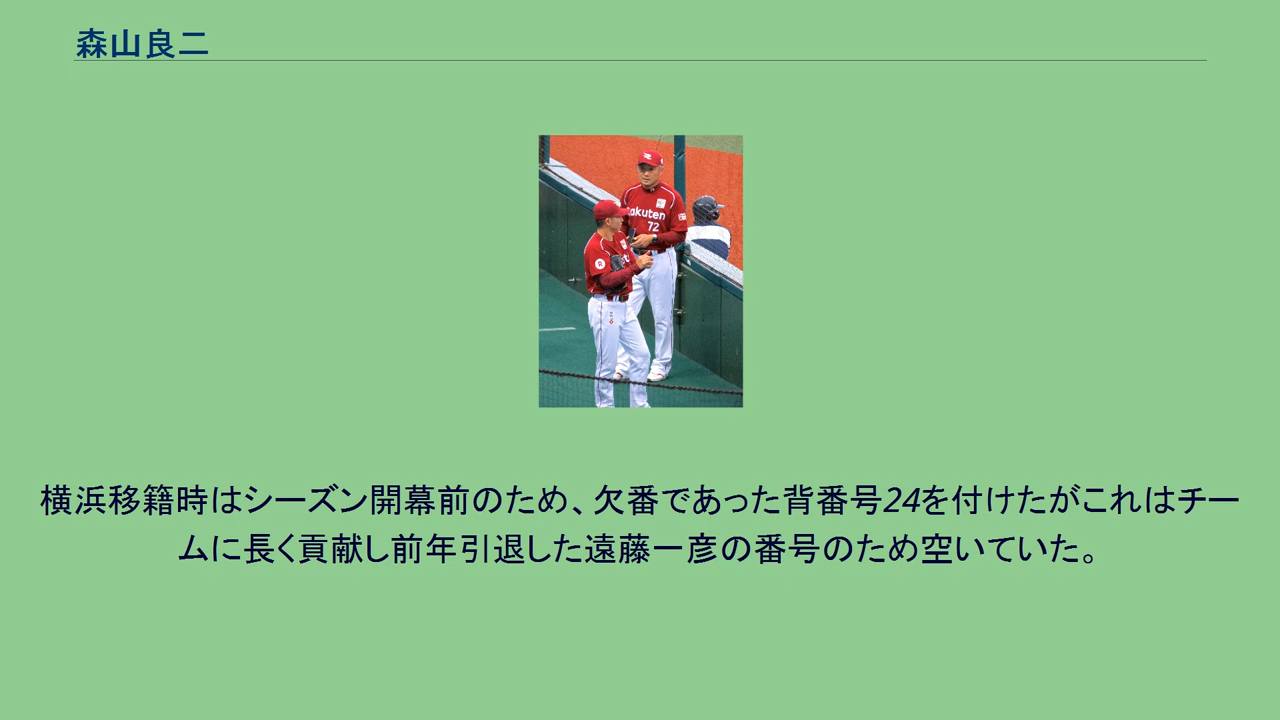 森山良二
Rakuten
72
横浜移籍時はシーズン開幕前のため、欠番であった背番号24を付けたがこれはチー
ムに長く貢献し前年引退した遠藤一彦の番号のため空いていた。